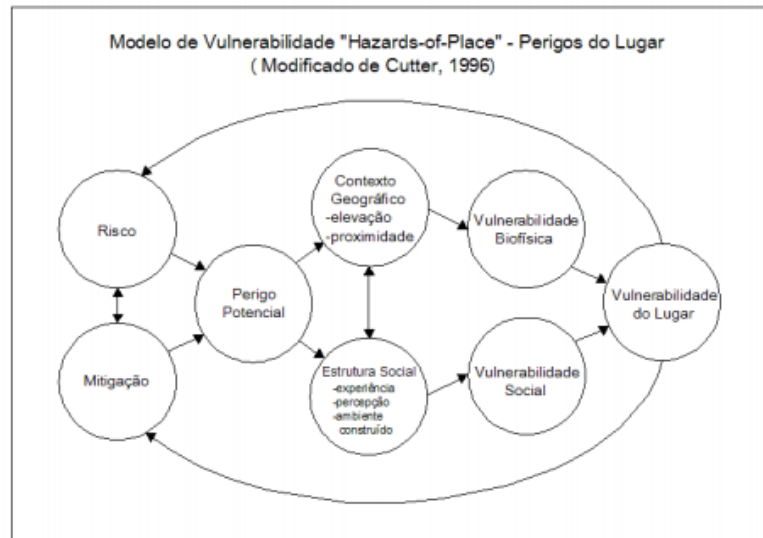 Modelo de Vulnerabilidade "Hazards-of-Place" - Perigos do Lugar
( Modificado de Cutter, 1996)
Risco
Mitigação
Perigo
Potencial
Contexto
Geográfico
-elevação
-proximidade
Estrutura Social
-experiência
-percepção
-ambiente
construído
Vulnerabilidade
Biofísica
Vulnerabilidade
Social
Vulnerabilidade
do Lugar